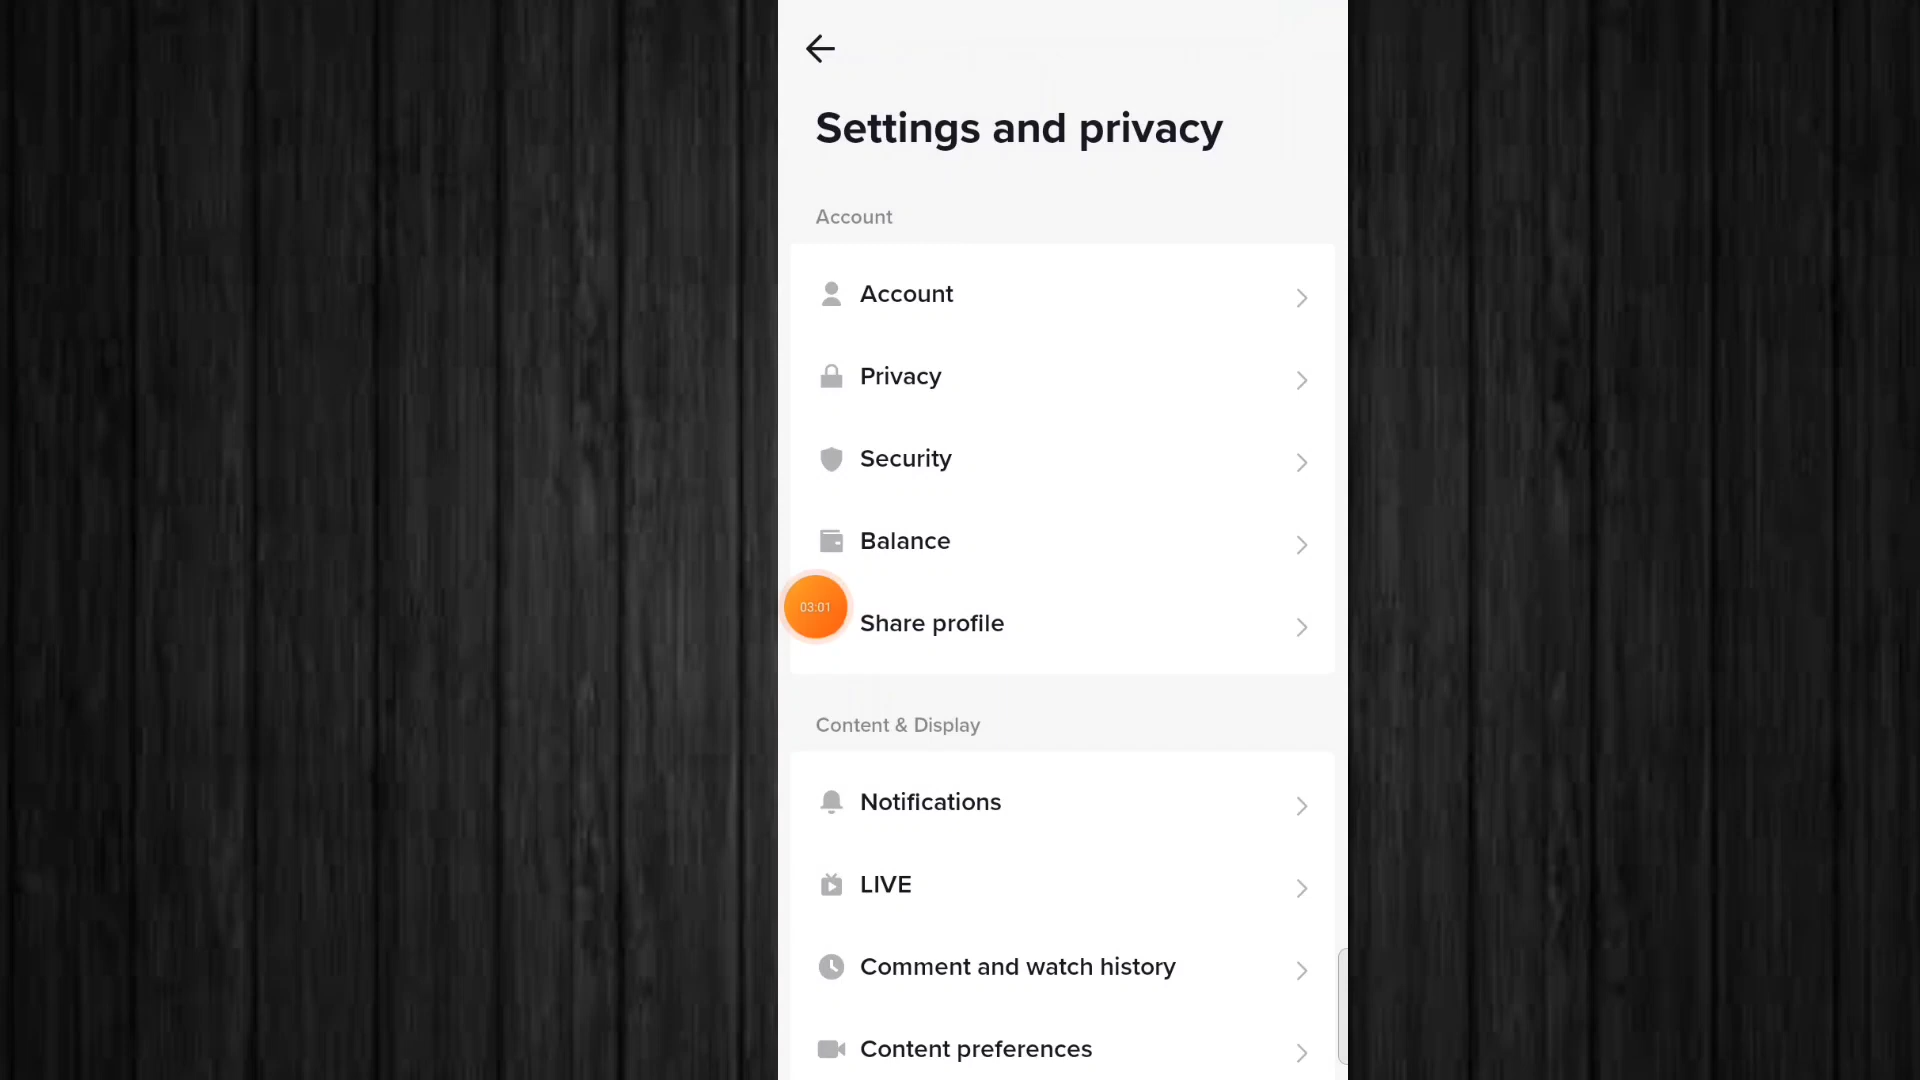 Settings and privacy
Account
Account
Privacy
Security
Balance
03:01
Share profile
Content & Display
Notifications
LIVE
Comment and watch history
Content preferences